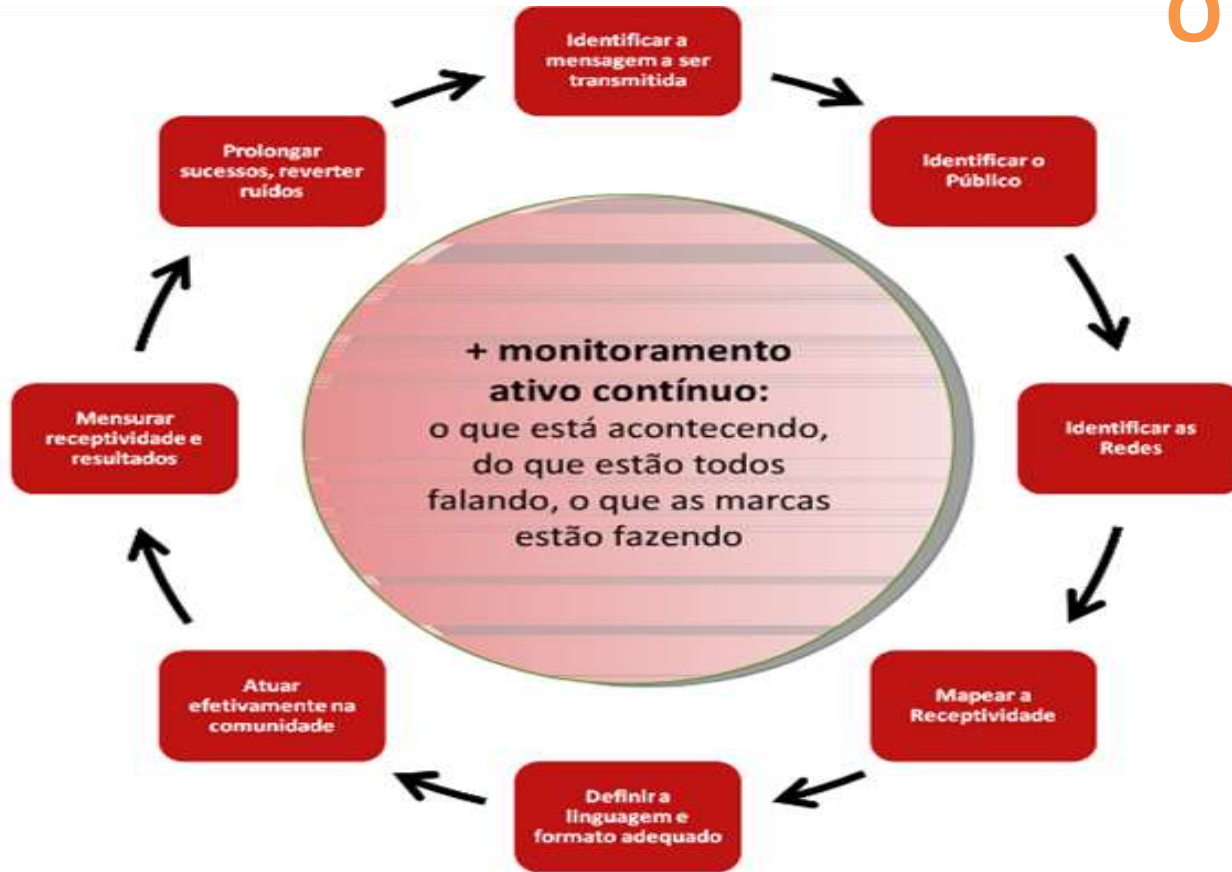 o
Identificar a
mensagem a ser
transmitida
Identificar o
Público
Identificar as
Redes
Mapear a
Receptividade
Definir a
linguagem e
formato adequado
Atuar
efetivamente na
comunidade
Mensurar
receptividade e
resultados
Prolongar
sucessos, reverter
ruídos
+ monitoramento
ativo contínuo:
o que está acontecendo,
do que estão todos
falando, o que as marcas
estão fazendo